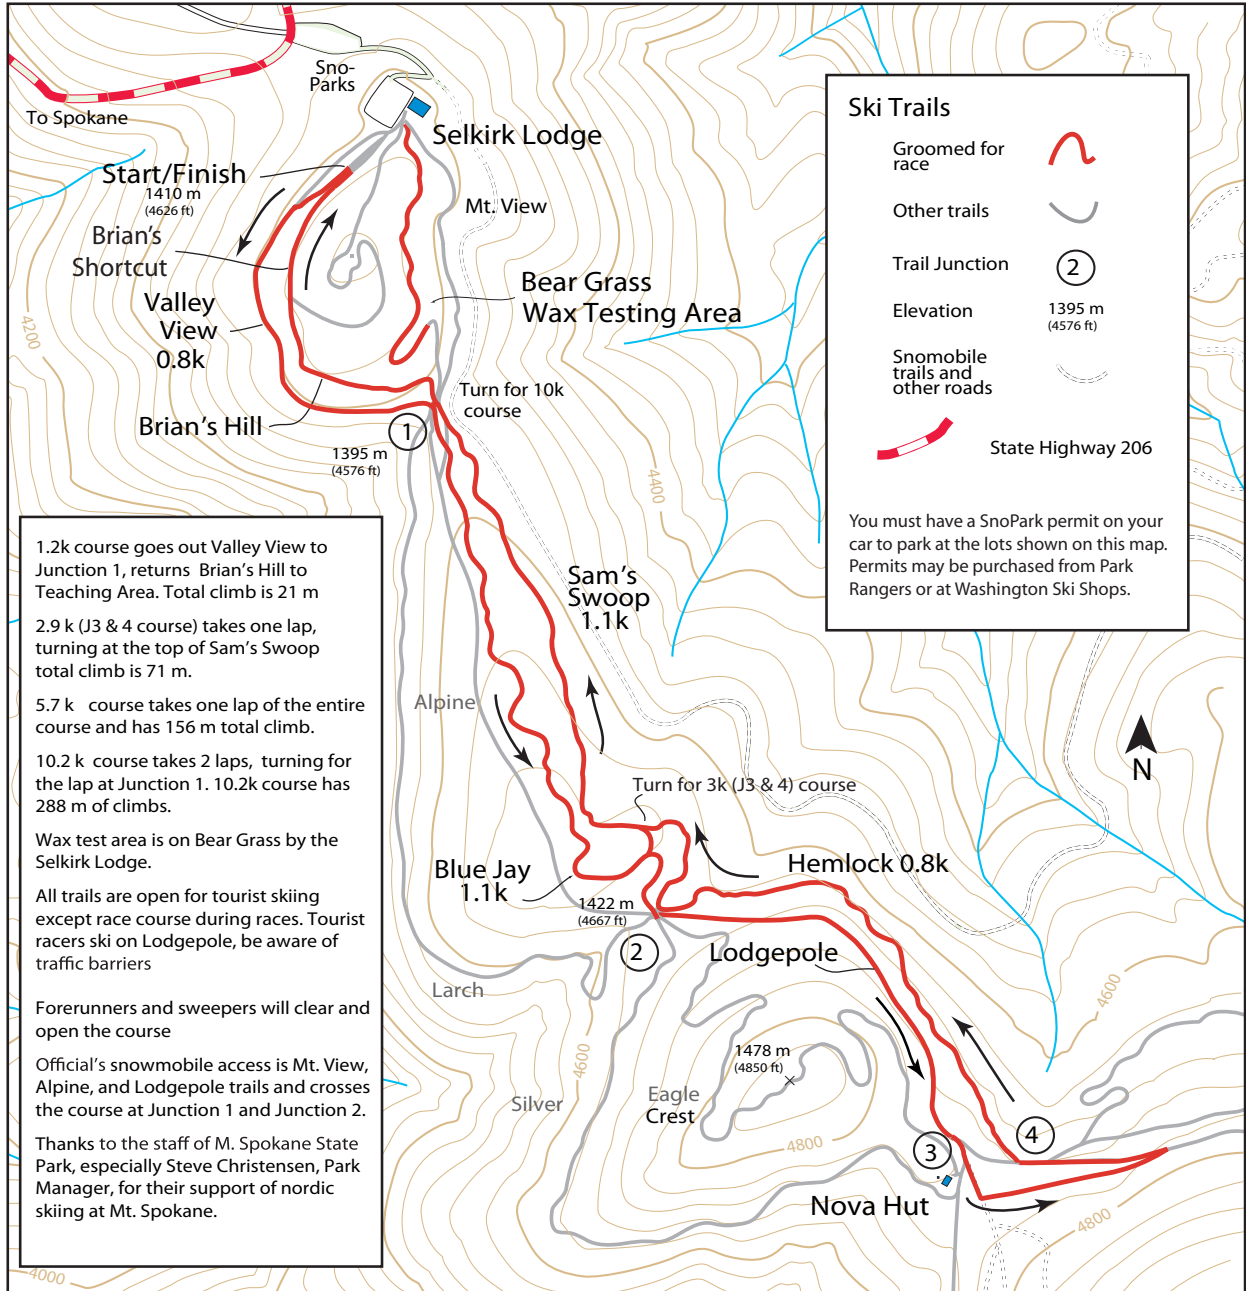 Sno-
Parks
To Spokane
Selkirk Lodge
Start/Finish
1410 m
(4626 ft)
Mt. View
Brian's
Shortcut
Bear Grass
Wax Testing Area
Valley
View
0.8k
4200
Turn for 10k
course
Brian's Hill
1
1395 m
(4576 ft)
4400
Ski Trails
Groomed for
race
Other trails
Trail Junction
2
Elevation
1395 m
(4576 ft)
Snomobile
trails and
other roads
State Highway 206
You must have a SnoPark permit on your
car to park at the lots shown on this map.
Permits may be purchased from Park
Rangers or at Washington Ski Shops.
1.2k course goes out Valley View to
Junction 1, returns Brian's Hill to
Teaching Area. Total climb is 21 m
2.9 k (J3 & 4 course) takes one lap,
turning at the top of Sam's Swoop
total climb is 71 m.
5.7 k course takes one lap of the entire
course and has 156 m total climb.
10.2 k course takes 2 laps, turning for
the lap at Junction 1. 10.2k course has
288 m of climbs.
Wax test area is on Bear Grass by the
Selkirk Lodge.
All trails are open for tourist skiing
except race course during races. Tourist
racers ski on Lodgepole, be aware of
traffic barriers
Forerunners and sweepers will clear and
open the course
Official's snowmobile access is Mt. View,
Alpine, and Lodgepole trails and crosses
the course at Junction 1 and Junction 2.
Thanks to the staff of M. Spokane State
Park, especially Steve Christensen, Park
Manager, for their support of nordic
skiing at Mt. Spokane.
Sam's
Swoop
1.1k
Alpine
N
Turn for 3k (J3 & 4) course
Blue Jay
1.1k
Hemlock 0.8k
1422 m
(4667 ft)
2
Lodgepole
Larch
4600
4600
1478 m
(4850 ft)
Eagle
Crest
Silver
4800
3
4
Nova Hut
4800
4000